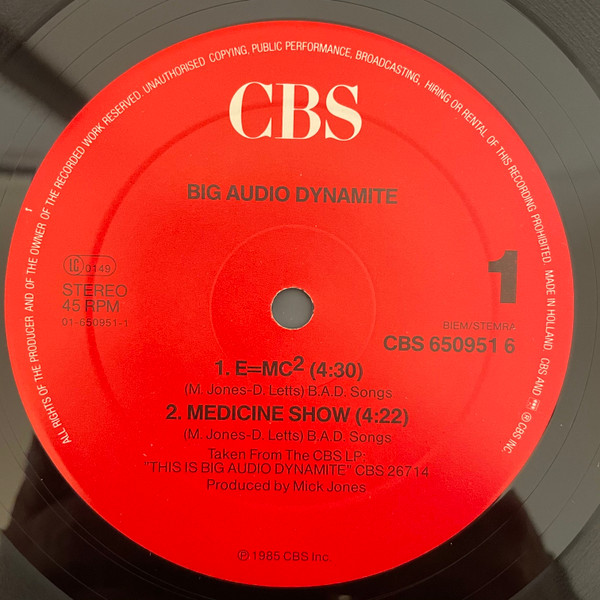 ALL RIGHTS OF THE PRODUCER AND OF THE OWNER OF THE RECORDED WORK RESERVED. UNAUTHORISED COPYING, PUBLIC PERFORMANCE, BROADCASTING, HIRING OR RENTAL OF THIS RECORDING PROHIBITED. MADE IN HOLLAND CBS AND ® CBS INC.
1
CBS
BIG AUDIO DYNAMITE
LC 0149
STEREO
45 RPM
01-650951-1
1
BIEM/STEMRA
CBS 650951 6
1. E=MC² (4:30)
(M. Jones-D. Letts) B.A.D. Songs
2. MEDICINE SHOW (4:22)
(M. Jones-D. Letts) B.A.D. Songs
Taken From The CBS LP:
"THIS IS BIG AUDIO DYNAMITE" CBS 26714
Produced by Mick Jones
℗ 1985 CBS Inc.